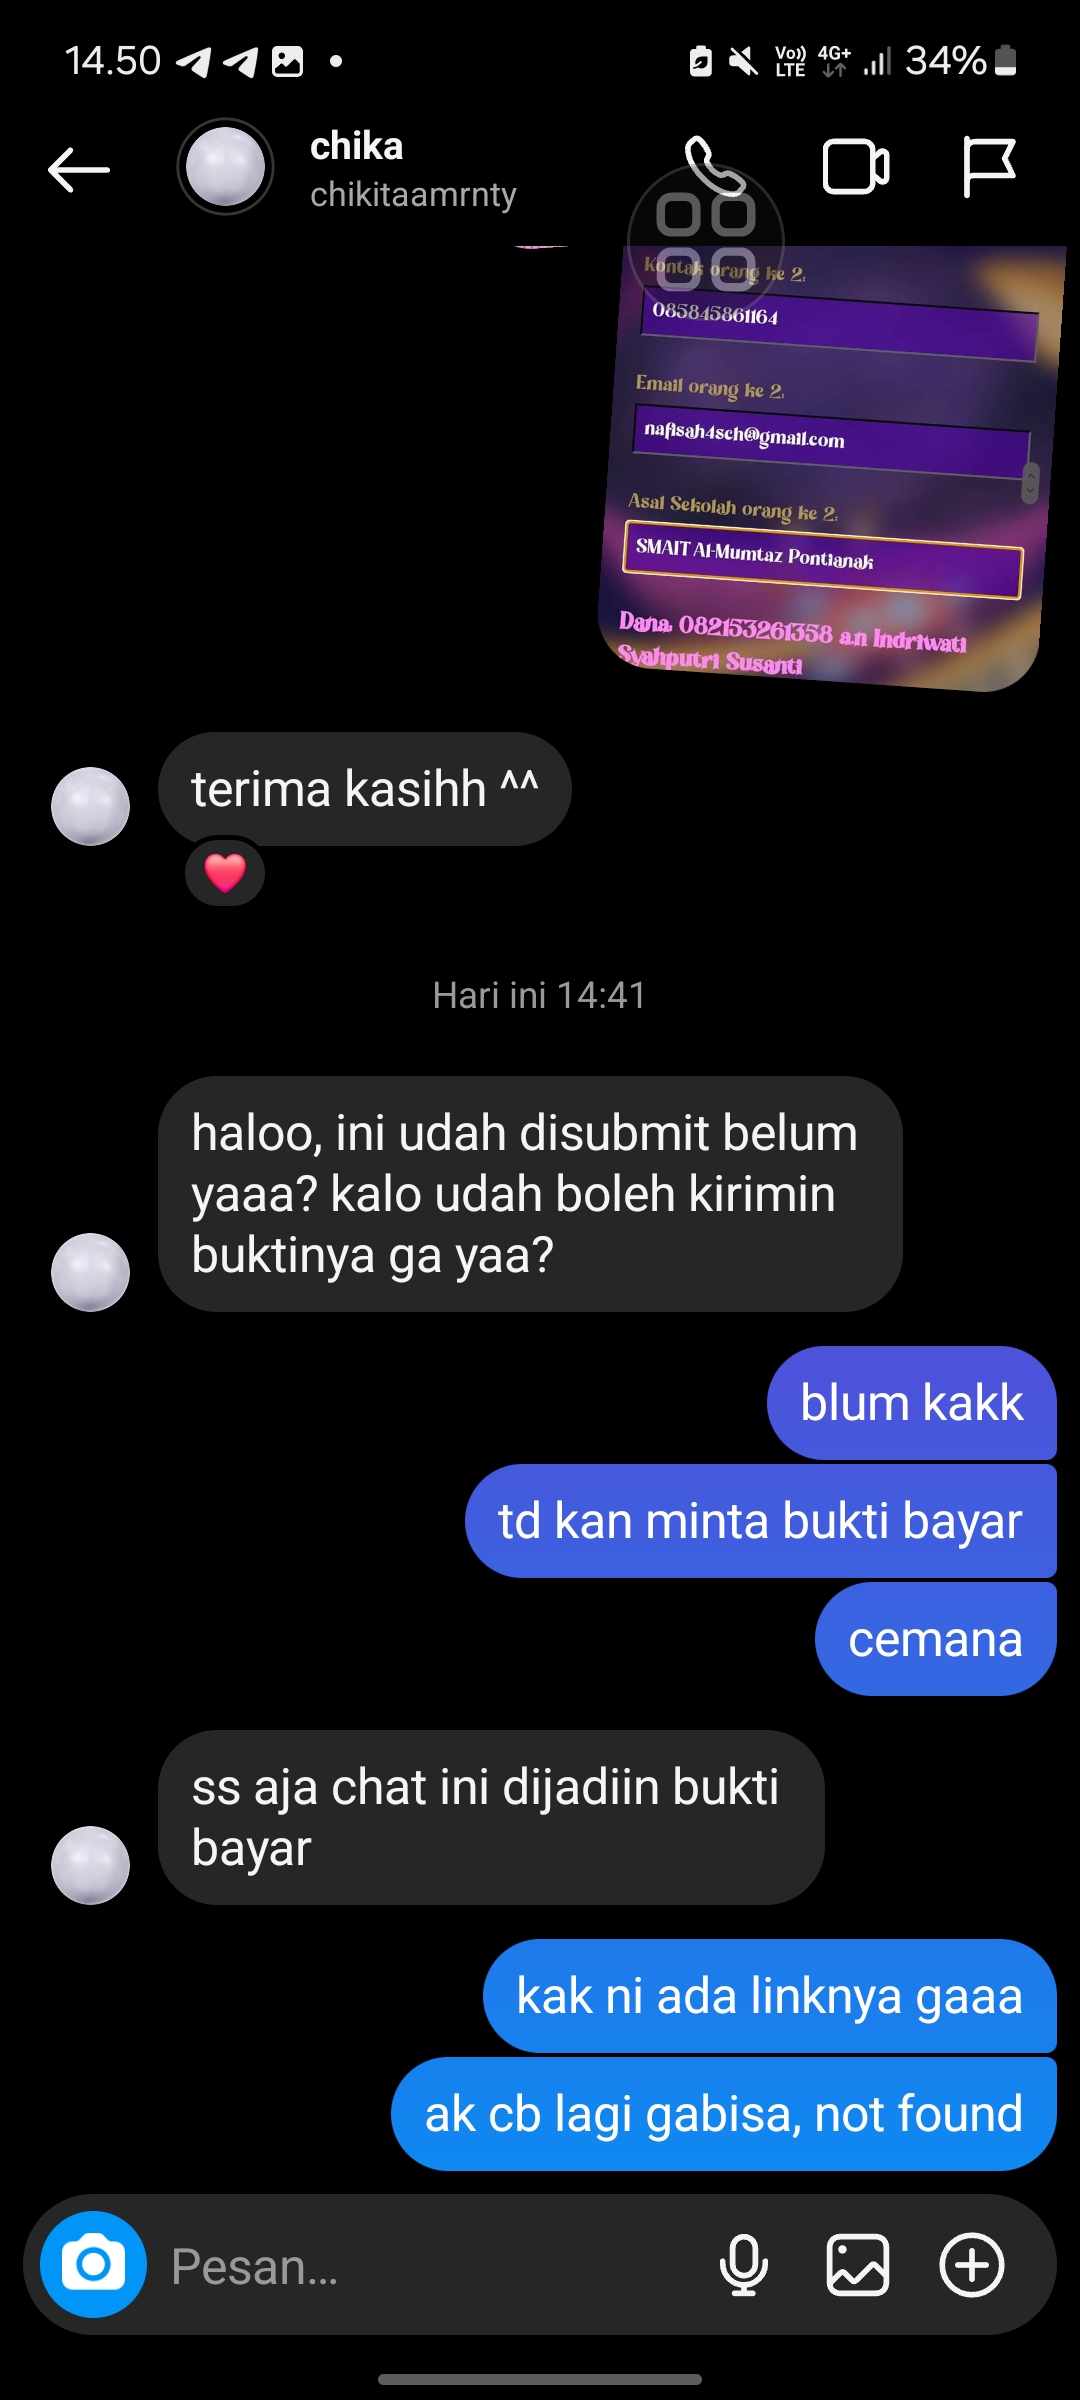 14.50
Vo)) LTE 4G+ 34%
chika
chikitaamrnty
Kontak orang ke 2:
085845861164
Email orang ke 2:
nafisah4sch@gmail.com
Asal Sekolah orang ke 2:
SMAIT Al-Mumtaz Pontianak
Dana: 082153261358 a.n Indriwati
Syahputri Susanti
terima kasihh ^^
Hari ini 14:41
haloo, ini udah disubmit belum
yaaa? kalo udah boleh kirimin
buktinya ga yaa?
blum kakk
td kan minta bukti bayar
cemana
ss aja chat ini dijadiin bukti
bayar
kak ni ada linknya gaaa
ak cb lagi gabisa, not found
Pesan...